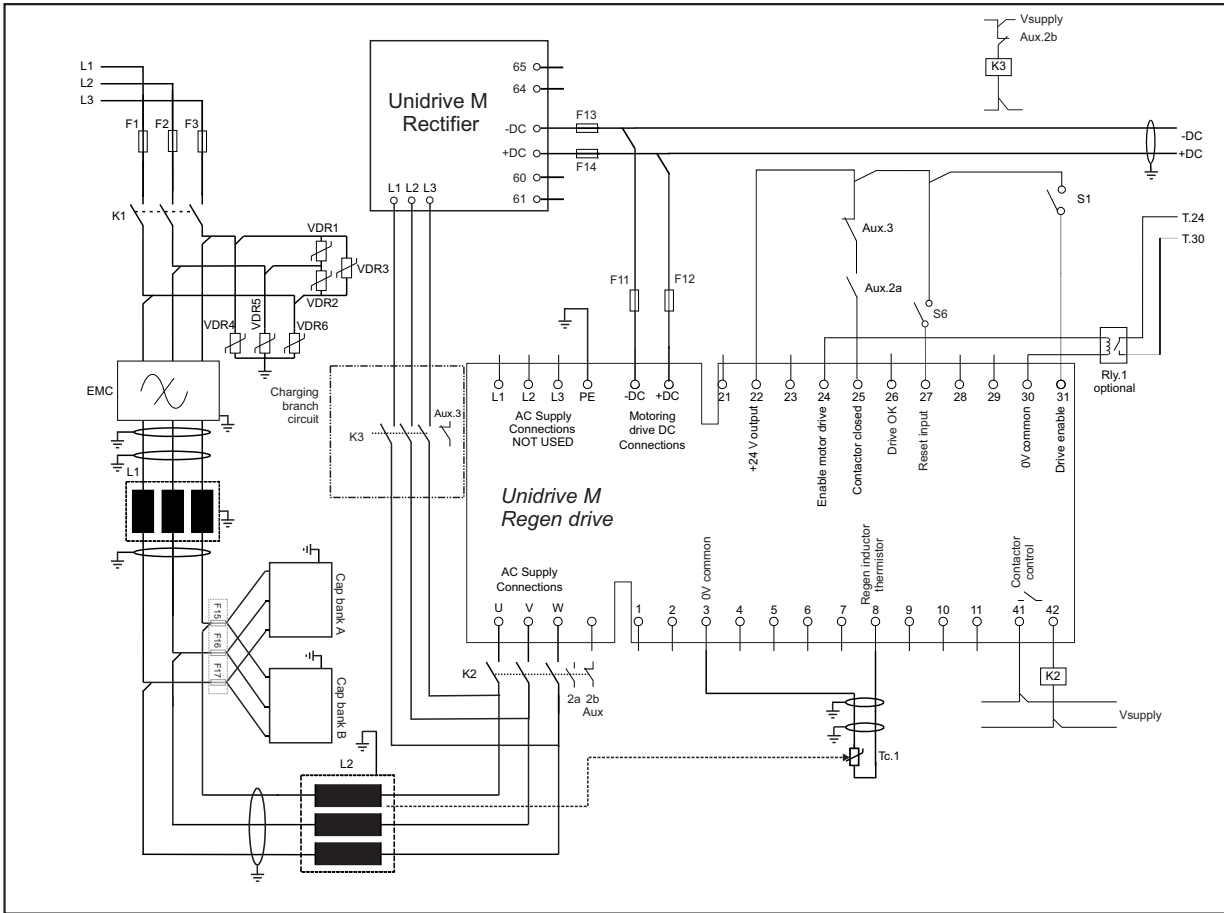 Vsupply
Aux.2b
K3
L1
L2
L3
F1
F2
F3
K1
65
64
Unidrive M
Rectifier
-DC
+DC
60
61
L1 L2 L3
F13
F14
-DC
+DC
S1
T.24
T.30
VDR1
VDR3
VDR2
VDR4
VDR5
VDR6
F11
F12
Aux.3
Aux.2a
S6
Rly.1
optional
EMC
Charging
branch
circuit
K3
Aux.3
L1
L2
L3
PE
-DC +DC
AC Supply
Connections
NOT USED
Motoring
drive DC
Connections
21
22
23
24
25
26
27
28
29
30
31
+24 V output
Enable motor drive
Contactor closed
Drive OK
Reset input
0V common
Drive enable
L1
Unidrive M
Regen drive
AC Supply
Connections
U
V
W
0V common
Regen inductor
thermistor
Contactor
control
1
2
3
4
5
6
7
8
9
10
11
41
42
F15
F16
F17
Cap bank A
Cap bank B
K2
2a
2b
Aux
K2
Vsupply
Tc.1
L2